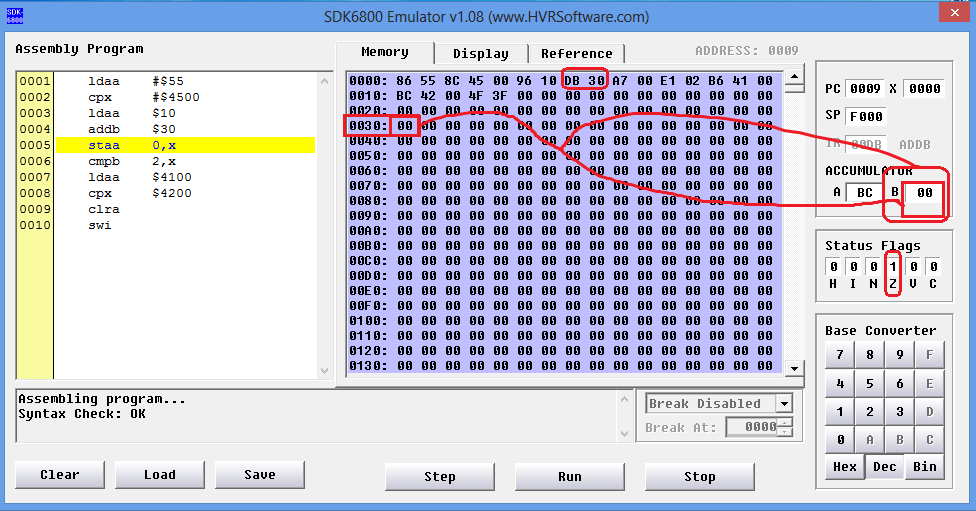 SDK-6800
SDK6800 Emulator v1.08 (www.HVRSoftware.com)
Assembly Program
Memory Display Reference
ADDRESS: 0009
0001 ldaa #$55
0002 cpx #$4500
0003 ldaa $10
0004 addb $30
0005 staa 0,x
0006 cmpb 2,x
0007 ldaa $4100
0008 cpx $4200
0009 clra
0010 swi
0000: 86 55 8C 45 00 96 10 DB 30 A7 00 E1 02 B6 41 00
0010: BC 42 00 4F 3F 00 00 00 00 00 00 00 00 00 00 00
0020: 00 00 00 00 00 00 00 00 00 00 00 00 00 00 00 00
0030: 00 00 00 00 00 00 00 00 00 00 00 00 00 00 00 00
0040: 00 00 00 00 00 00 00 00 00 00 00 00 00 00 00 00
0050: 00 00 00 00 00 00 00 00 00 00 00 00 00 00 00 00
0060: 00 00 00 00 00 00 00 00 00 00 00 00 00 00 00 00
0070: 00 00 00 00 00 00 00 00 00 00 00 00 00 00 00 00
0080: 00 00 00 00 00 00 00 00 00 00 00 00 00 00 00 00
0090: 00 00 00 00 00 00 00 00 00 00 00 00 00 00 00 00
00A0: 00 00 00 00 00 00 00 00 00 00 00 00 00 00 00 00
00B0: 00 00 00 00 00 00 00 00 00 00 00 00 00 00 00 00
00C0: 00 00 00 00 00 00 00 00 00 00 00 00 00 00 00 00
00D0: 00 00 00 00 00 00 00 00 00 00 00 00 00 00 00 00
00E0: 00 00 00 00 00 00 00 00 00 00 00 00 00 00 00 00
00F0: 00 00 00 00 00 00 00 00 00 00 00 00 00 00 00 00
0100: 00 00 00 00 00 00 00 00 00 00 00 00 00 00 00 00
0110: 00 00 00 00 00 00 00 00 00 00 00 00 00 00 00 00
0120: 00 00 00 00 00 00 00 00 00 00 00 00 00 00 00 00
0130: 00 00 00 00 00 00 00 00 00 00 00 00 00 00 00 00
PC 0009 X 0000
SP F000
IR 00DB ADDB
ACCUMULATOR
A BC B 00
Status Flags
0 0 0 1 0 0
H I N Z V C
Base Converter
7 8 9 F
4 5 6 E
1 2 3 D
0 A B C
Hex Dec Bin
Assembling program...
Syntax Check: OK
Break Disabled
Break At: 0000
Clear Load Save Step Run Stop